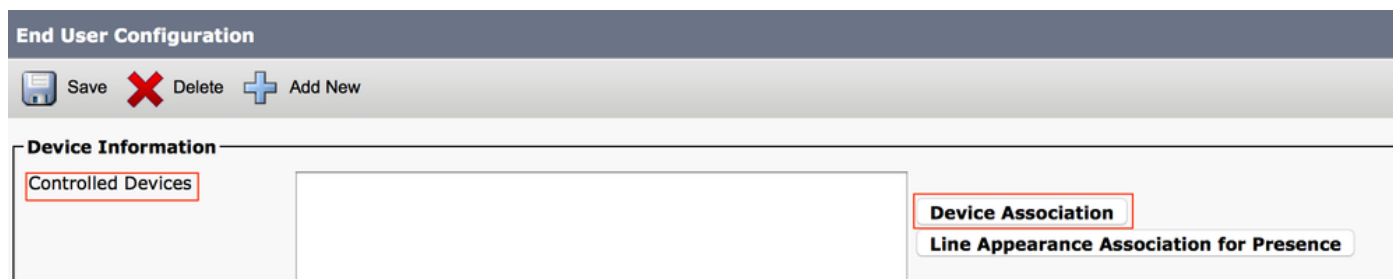 End User Configuration
Save Delete Add New
Device Information
Controlled Devices
Device Association
Line Appearance Association for Presence